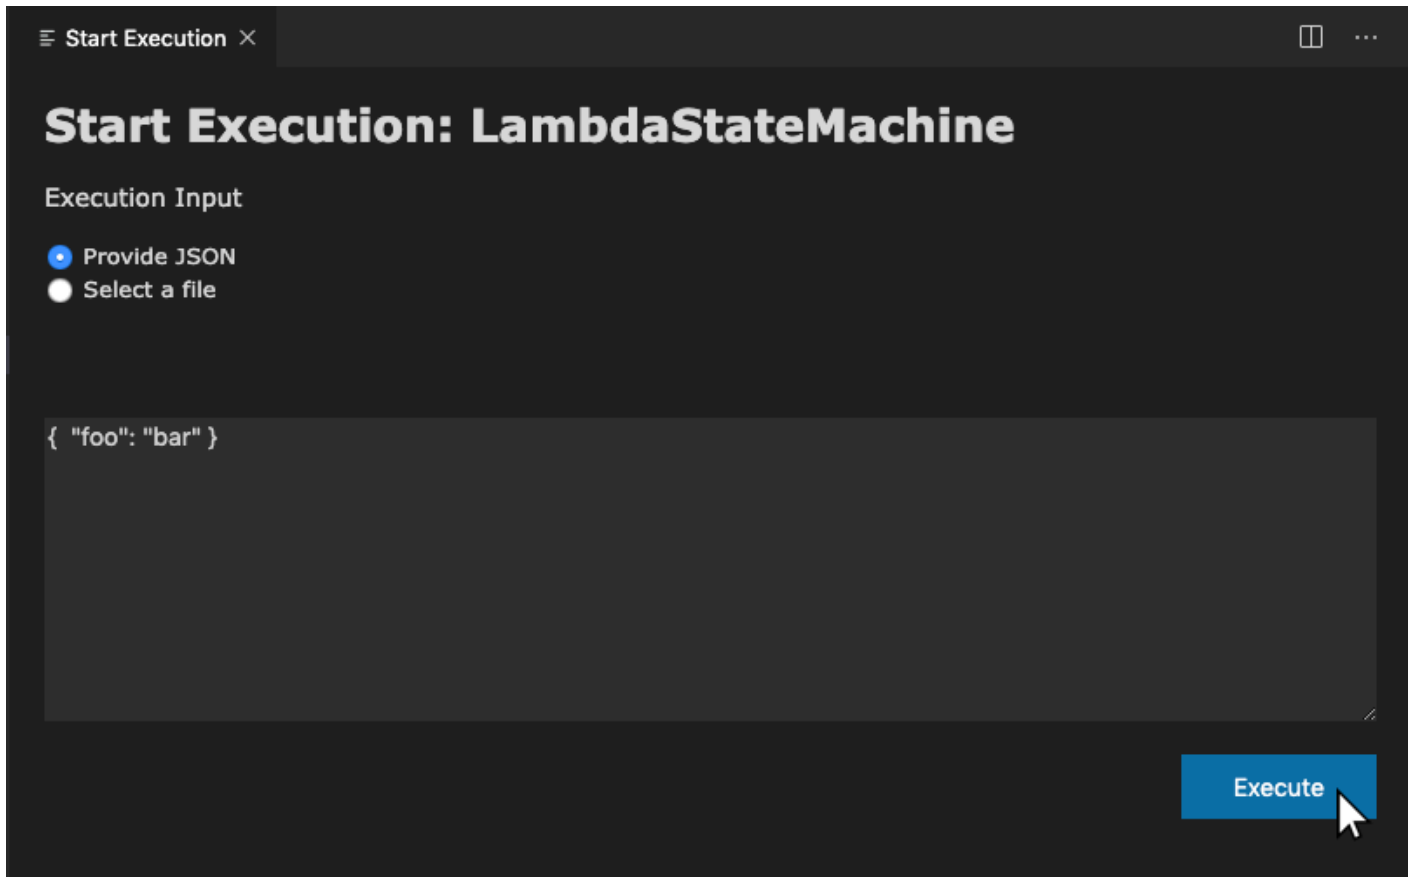 Start Execution
Start Execution: LambdaStateMachine
Execution Input
Provide JSON
Select a file
{  "foo": "bar" }
Execute